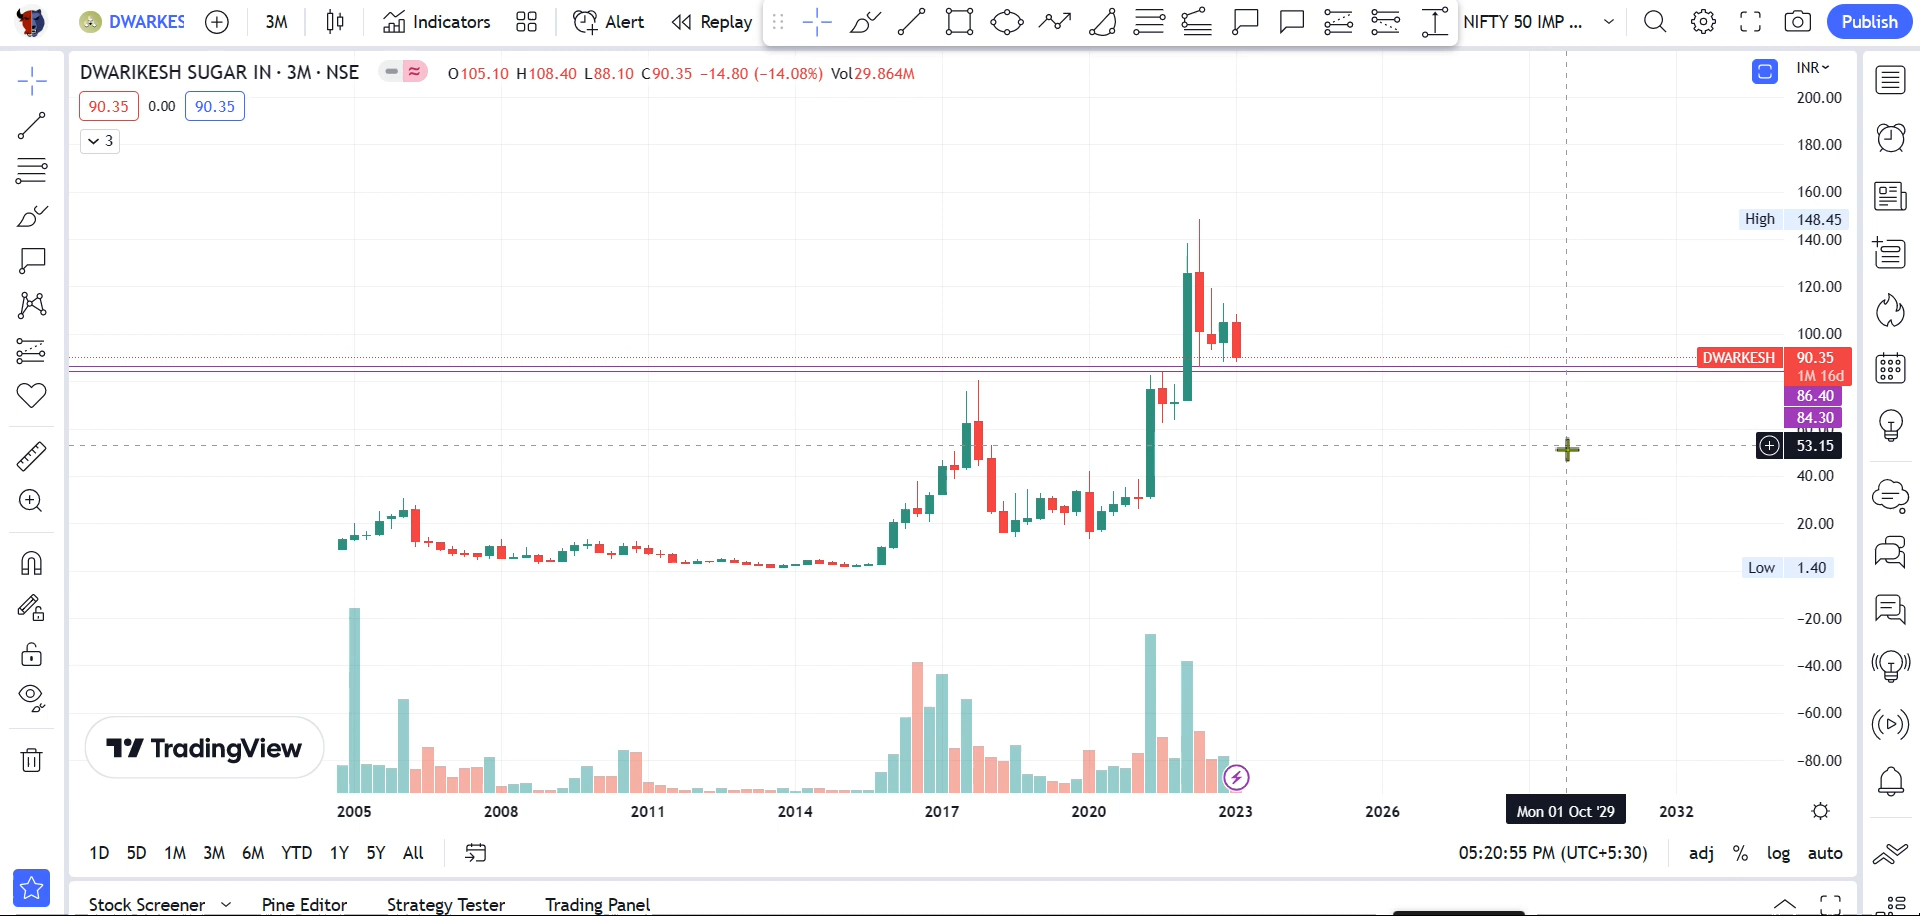 DWARKES 3M Indicators Alert Replay NIFTY 50 IMP ... Publish
DWARIKESH SUGAR IN · 3M · NSE O105.10 H108.40 L88.10 C90.35 −14.80 (−14.08%) Vol29.864M INR
90.35 0.00 90.35
3
200.00
180.00
160.00
High 148.45
140.00
120.00
100.00
DWARKESH 90.35
1M 16d
86.40
84.30
53.15
40.00
20.00
Low 1.40
−20.00
−40.00
−60.00
−80.00
TradingView
2005 2008 2011 2014 2017 2020 2023 2026 Mon 01 Oct '29 2032
1D 5D 1M 3M 6M YTD 1Y 5Y All 05:20:55 PM (UTC+5:30) adj % log auto
Stock Screener Pine Editor Strategy Tester Trading Panel